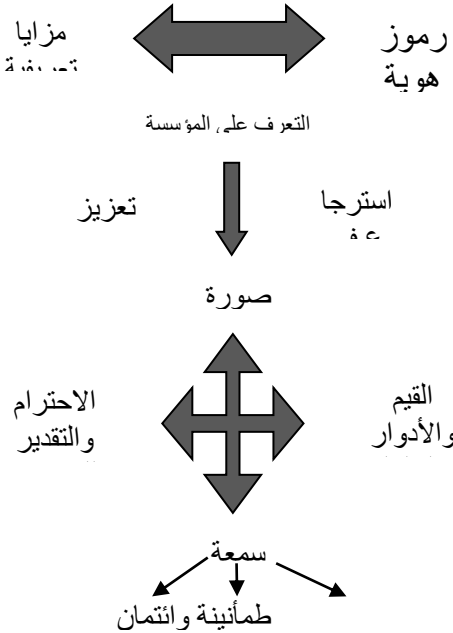 رموز
هوية
مزايا
التعرف على المؤسسة
تعزيز
صورة
القيم
والأدوار
الاحترام
والتقدير
سمعة
طمأنينة وائتمان